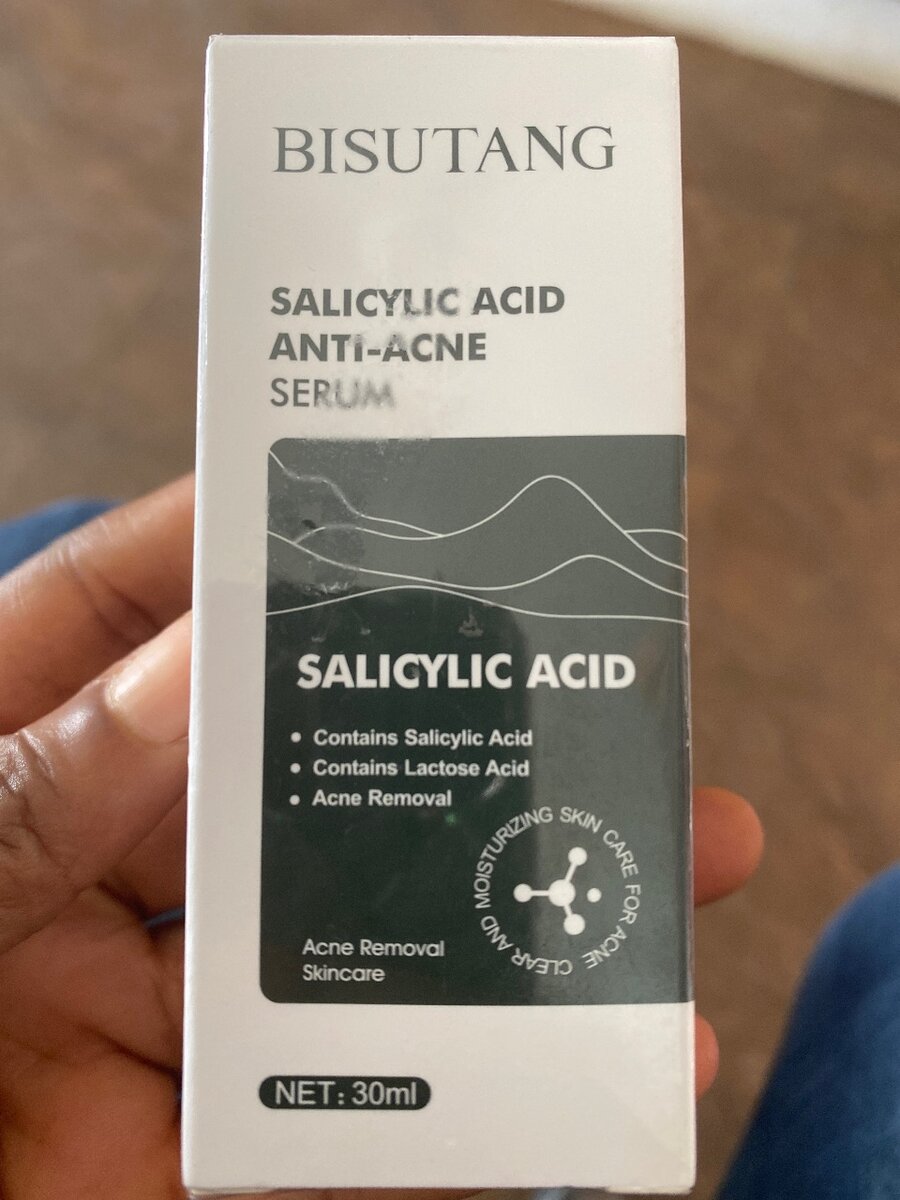 BISUTANG
SALICYLIC ACID
ANTI-ACNE
SERUM
SALICYLIC ACID
• Contains Salicylic Acid
• Contains Lactose Acid
• Acne Removal
CLEAR AND MOISTURIZING SKIN CARE FOR ACNE
Acne Removal
Skincare
NET: 30ml